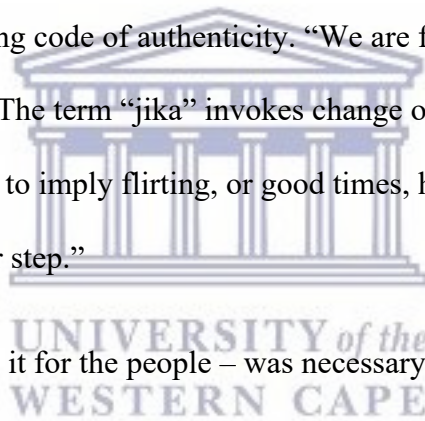 ng code of authenticity. “We are f
The term “jika” invokes change o
to imply flirting, or good times, h
r step.”
UNIVERSITY of the
it for the people – was necessary
WESTERN CAPE